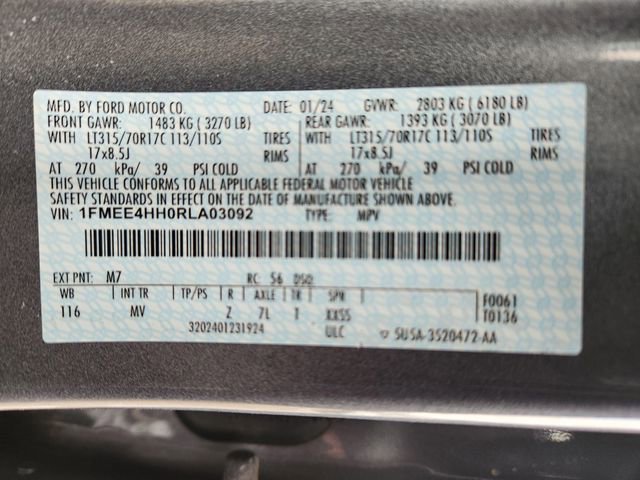 MFD. BY FORD MOTOR CO. DATE: 01/24 GVWR: 2803 KG ( 6180 LB)
FRONT GAWR: 1483 KG ( 3270 LB) REAR GAWR: 1393 KG ( 3070 LB)
WITH LT315/70R17C 113/110S TIRES WITH LT315/70R17C 113/110S TIRES
17x8.5J RIMS 17x8.5J RIMS
AT 270 kPa/ 39 PSI COLD AT 270 kPa/ 39 PSI COLD
THIS VEHICLE CONFORMS TO ALL APPLICABLE FEDERAL MOTOR VEHICLE
SAFETY STANDARDS IN EFFECT ON THE DATE OF MANUFACTURE SHOWN ABOVE.
VIN: 1FMEE4HH0RLA03092 TYPE: MPV
EXT PNT: M7 RC: 56 DSO:
WB INT TR TP/PS R AXLE TR SPR F0061
116 MV Z 7L T XX55 T0136
3202401231924 ULC 5U5A-3520472-AA